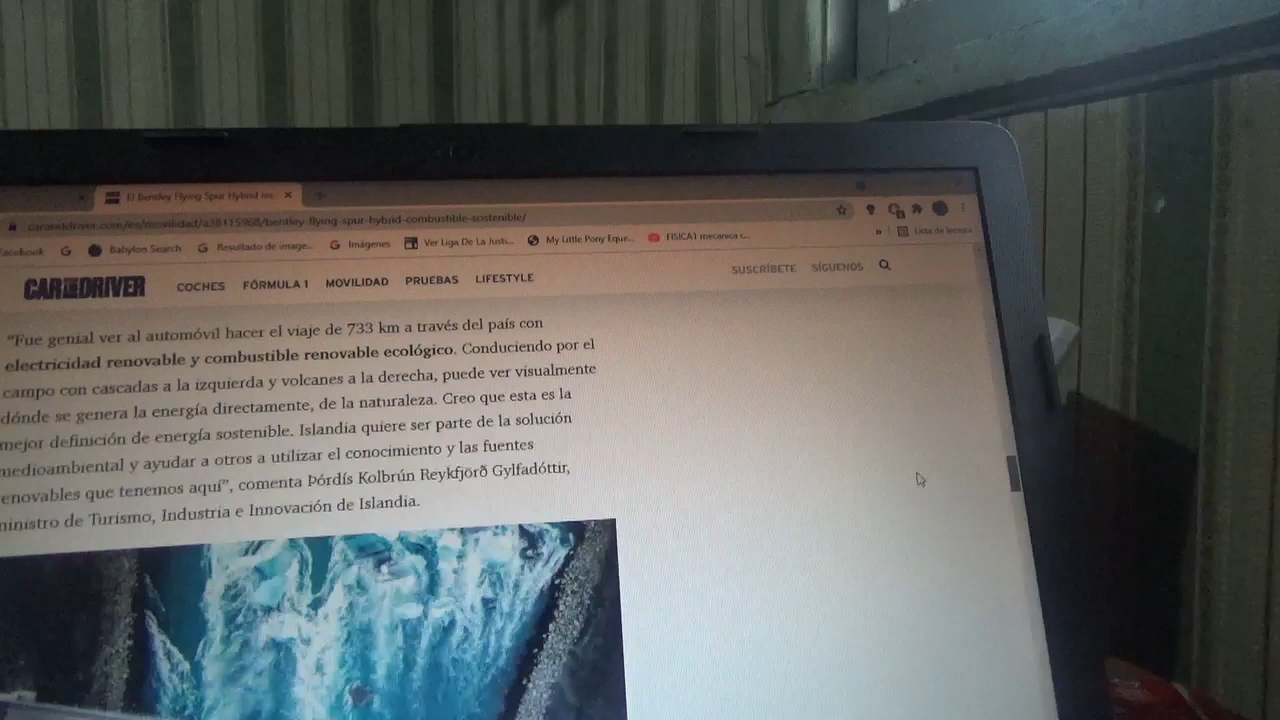 El Bentley Flying Spur Hybrid rec
caranddriver.com/es/movilidad/a38115968/bentley-flying-spur-hybrid-combustible-sostenible/
Facebook Babylon Search Resultado de image... Imágenes Ver Liga De La Justi... My Little Pony Eque... FISICA1 mecanica c... » Lista de lectura
CAR AND DRIVER COCHES FÓRMULA 1 MOVILIDAD PRUEBAS LIFESTYLE SUSCRÍBETE SÍGUENOS
"Fue genial ver al automóvil hacer el viaje de 733 km a través del país con
electricidad renovable y combustible renovable ecológico. Conduciendo por el
campo con cascadas a la izquierda y volcanes a la derecha, puede ver visualmente
dónde se genera la energía directamente, de la naturaleza. Creo que esta es la
mejor definición de energía sostenible. Islandia quiere ser parte de la solución
medioambiental y ayudar a otros a utilizar el conocimiento y las fuentes
enovables que tenemos aquí", comenta Þórdís Kolbrún Reykfjörð Gylfadóttir,
ministro de Turismo, Industria e Innovación de Islandia.